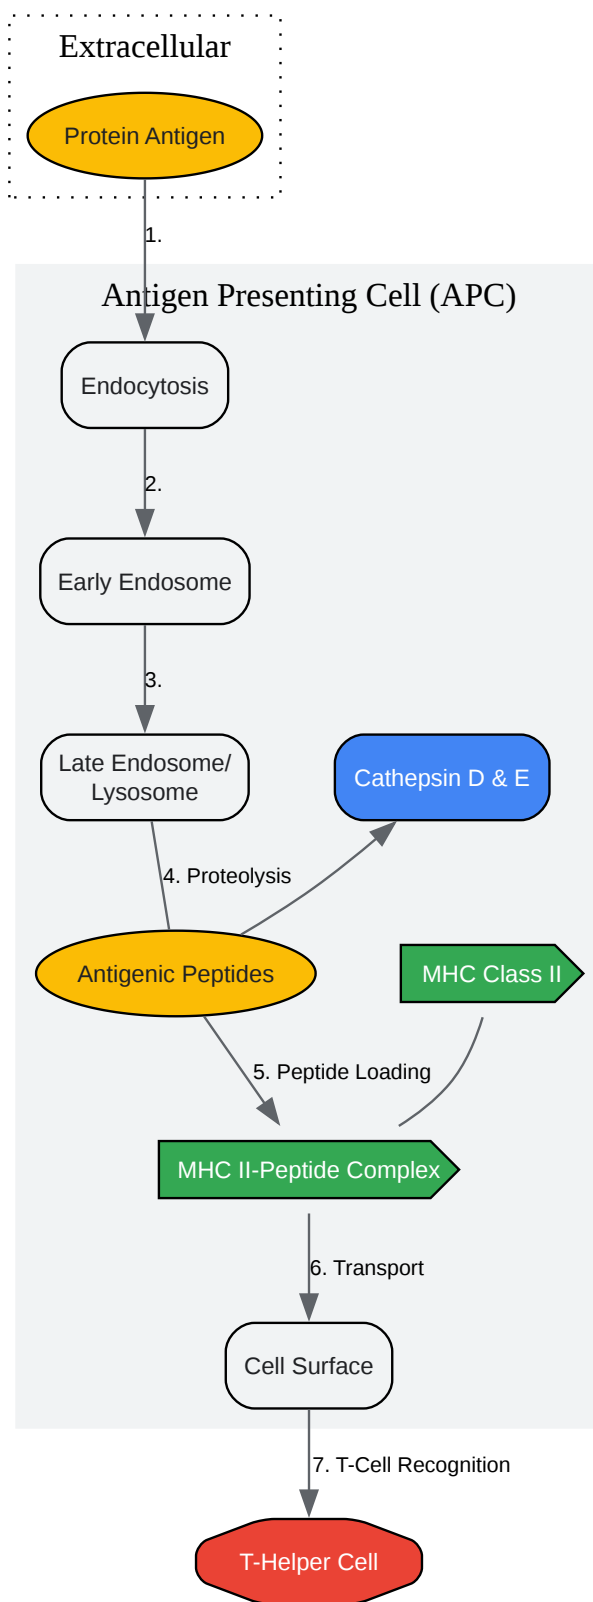 Extracellular
Protein Antigen
1.
Antigen Presenting Cell (APC)
Endocytosis
2.
Early Endosome
3.
Late Endosome/
Lysosome
Cathepsin D & E
4. Proteolysis
Antigenic Peptides
MHC Class II
5. Peptide Loading
MHC II-Peptide Complex
6. Transport
Cell Surface
7. T-Cell Recognition
T-Helper Cell